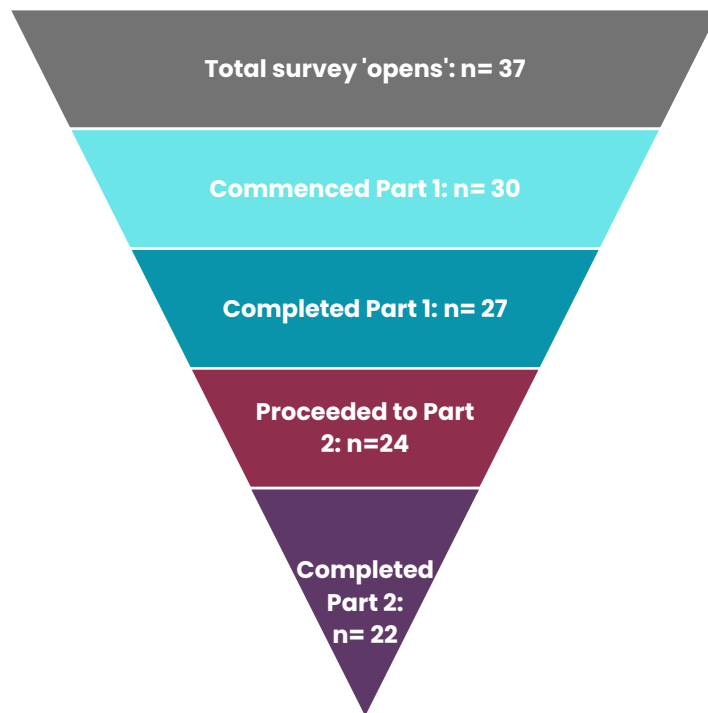 Total survey 'opens': n= 37
Commenced Part 1: n= 30
Completed Part 1: n= 27
Proceeded to Part
2: n=24
Completed
Part 2:
n= 22